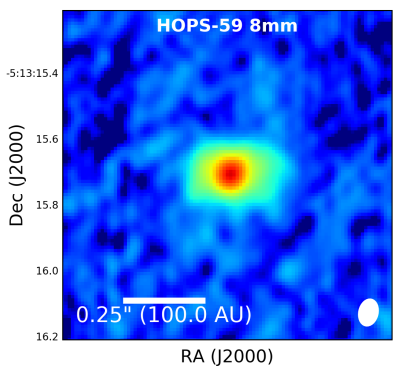 HOPS-59 8mm
-5:13:15.4
15.6
15.8
16.0
16.2
Dec (J2000)
0.25" (100.0 AU)
RA (J2000)